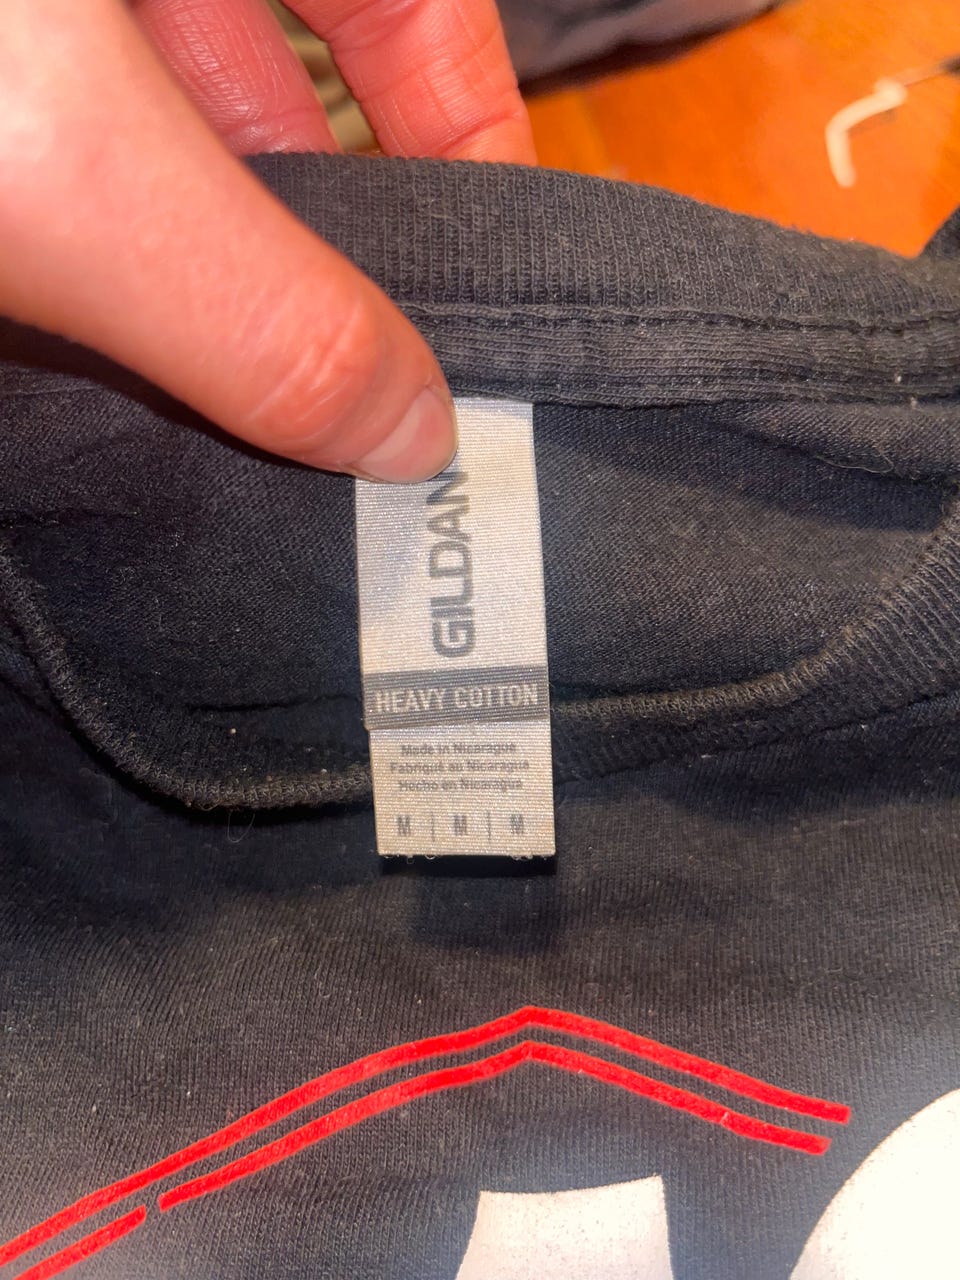 GILDAN
HEAVY COTTON
Made in Nicaragua
Fabriqué au Nicaragua
Hecho en Nicaragua
M | M | M